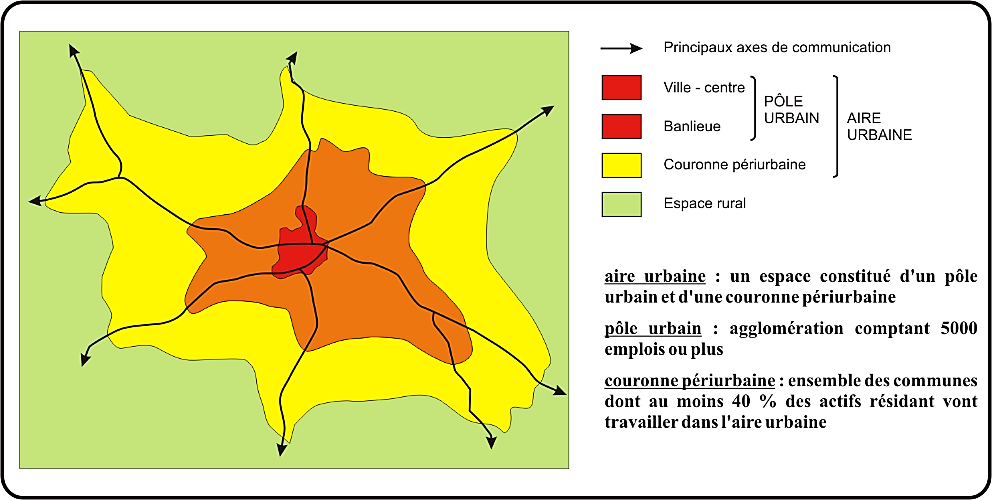 Principaux axes de communication
Ville - centre
PÔLE
URBAIN
Banlieue
AIRE
URBAINE
Couronne périurbaine
Espace rural
aire urbaine : un espace constitué d'un pôle
urbain et d'une couronne périurbaine
pôle urbain : agglomération comptant 5000
emplois ou plus
couronne périurbaine : ensemble des communes
dont au moins 40 % des actifs résidant vont
travailler dans l'aire urbaine